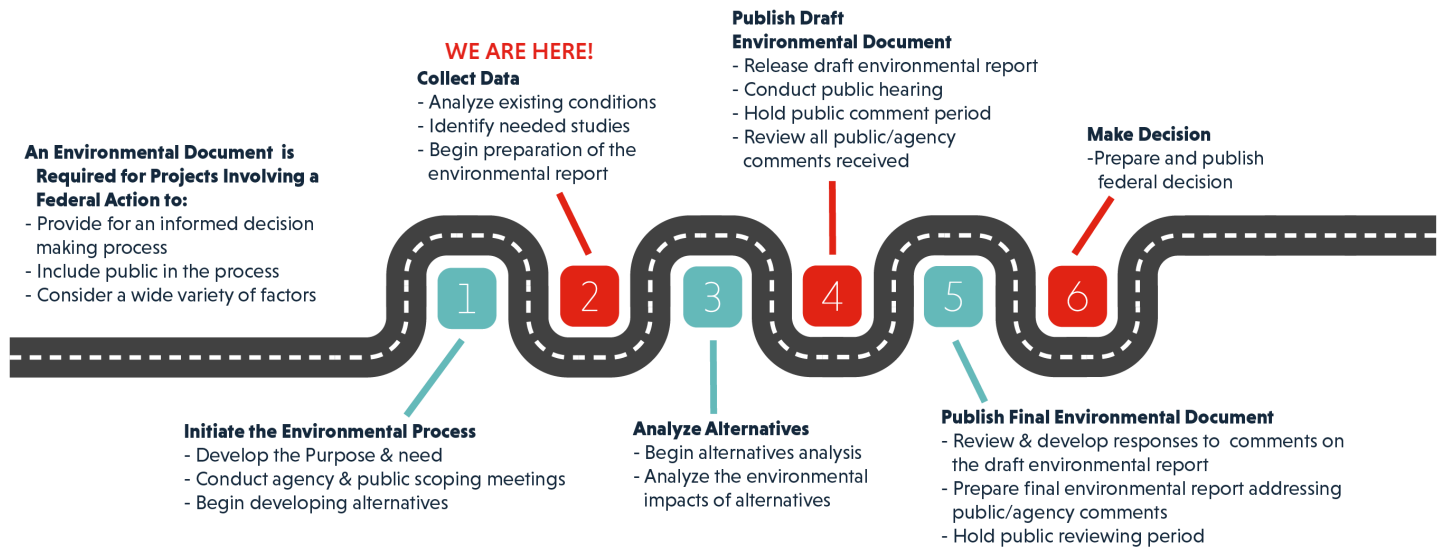 An Environmental Document is
Required for Projects Involving a
Federal Action to:
- Provide for an informed decision
making process
- Include public in the process
- Consider a wide variety of factors
1
Initiate the Environmental Process
- Develop the Purpose & need
- Conduct agency & public scoping meetings
- Begin developing alternatives
WE ARE HERE!
Collect Data
- Analyze existing conditions
- Identify needed studies
- Begin preparation of the
environmental report
2
3
Analyze Alternatives
- Begin alternatives analysis
- Analyze the environmental
impacts of alternatives
Publish Draft
Environmental Document
- Release draft environmental report
- Conduct public hearing
- Hold public comment period
- Review all public/agency
comments received
4
5
Publish Final Environmental Document
- Review & develop responses to comments on
the draft environmental report
- Prepare final environmental report addressing
public/agency comments
- Hold public reviewing period
Make Decision
-Prepare and publish
federal decision
6